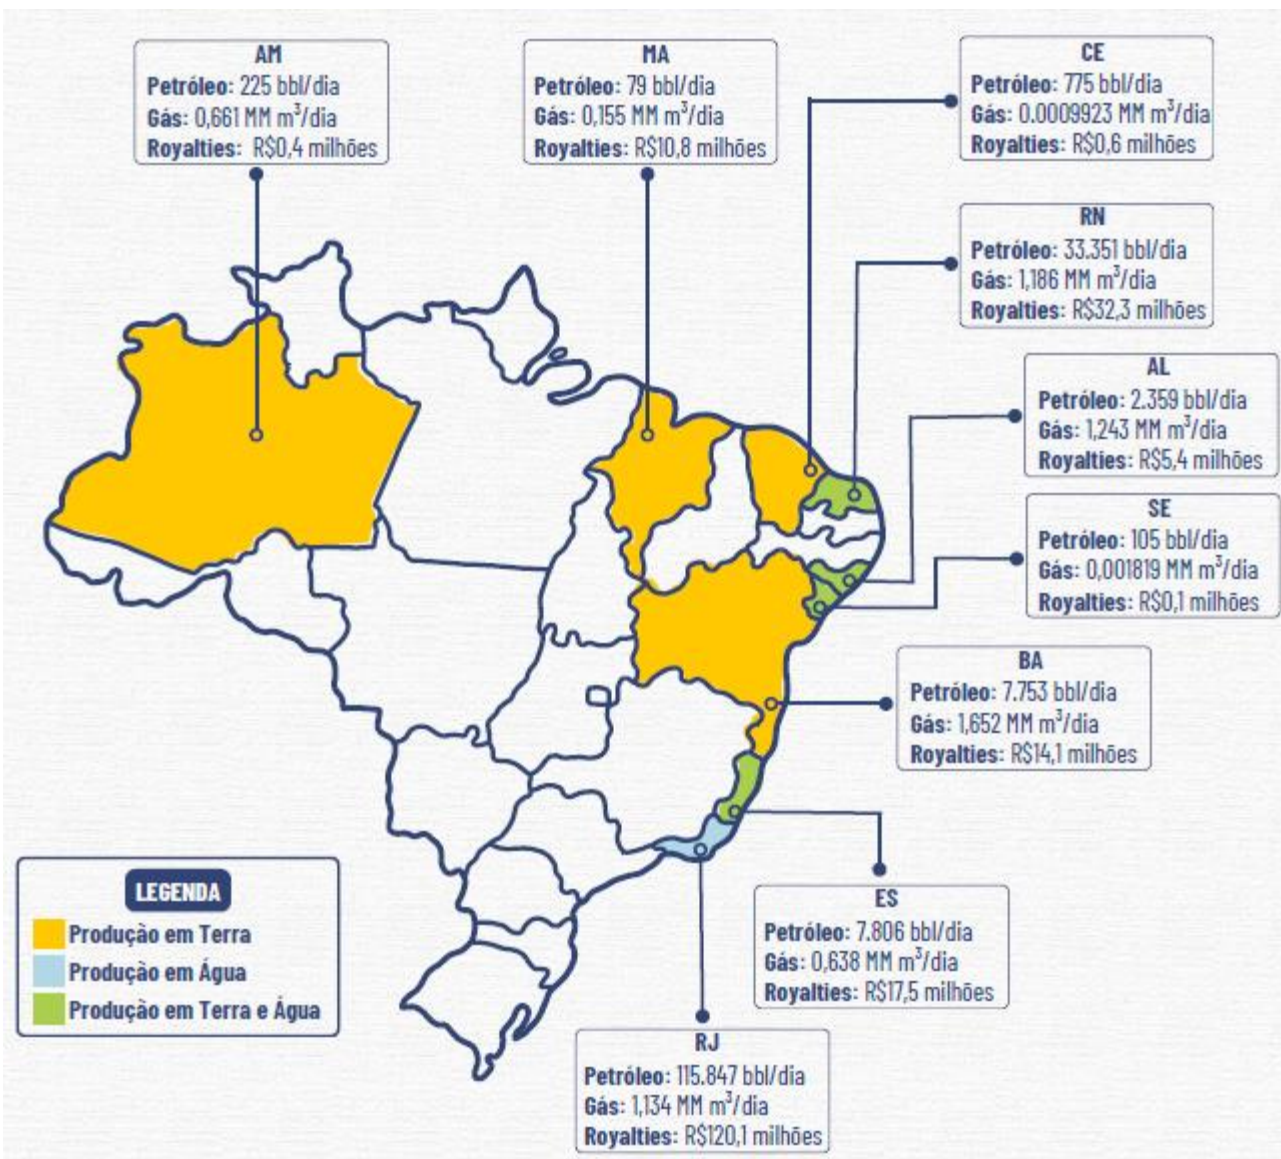 AM
Petróleo: 225 bbl/dia
Gás: 0,661 MM m³/dia
Royalties: R$0,4 milhões
MA
Petróleo: 79 bbl/dia
Gás: 0,155 MM m³/dia
Royalties: R$10,8 milhões
CE
Petróleo: 775 bbl/dia
Gás: 0.0009923 MM m³/dia
Royalties: R$0,6 milhões
RN
Petróleo: 33.351 bbl/dia
Gás: 1,186 MM m³/dia
Royalties: R$32,3 milhões
AL
Petróleo: 2.359 bbl/dia
Gás: 1,243 MM m³/dia
Royalties: R$5,4 milhões
SE
Petróleo: 105 bbl/dia
Gás: 0,001819 MM m³/dia
Royalties: R$0,1 milhões
BA
Petróleo: 7.753 bbl/dia
Gás: 1,652 MM m³/dia
Royalties: R$14,1 milhões
ES
Petróleo: 7.806 bbl/dia
Gás: 0,638 MM m³/dia
Royalties: R$17,5 milhões
RJ
Petróleo: 115.847 bbl/dia
Gás: 1,134 MM m³/dia
Royalties: R$120,1 milhões
LEGENDA
Produção em Terra
Produção em Água
Produção em Terra e Água